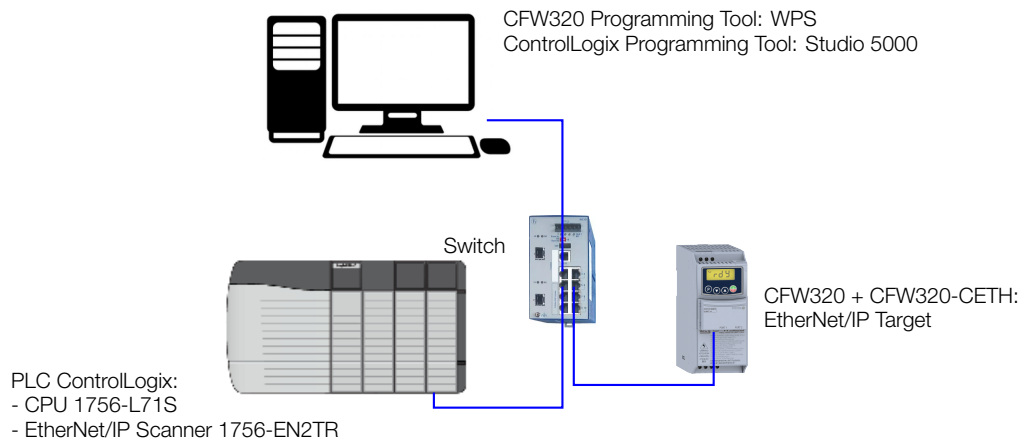 CFW320 Programming Tool: WPS
ControlLogix Programming Tool: Studio 5000
Switch
rdy
CFW320 + CFW320-CETH:
EtherNet/IP Target
PLC ControlLogix:
- CPU 1756-L71S
- EtherNet/IP Scanner 1756-EN2TR